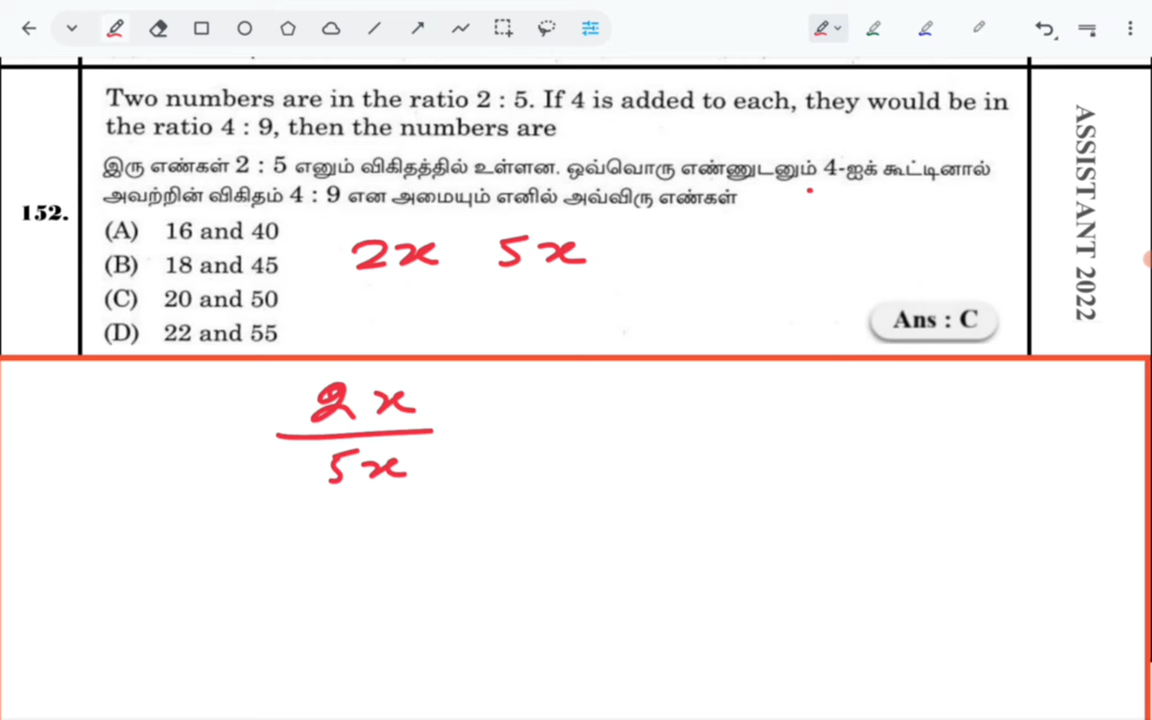 Two numbers are in the ratio 2 : 5. If 4 is added to each, they would be in
the ratio 4 : 9, then the numbers are
இரு எண்கள் 2 : 5 எனும் விகிதத்தில் உள்ளன. ஒவ்வொரு எண்ணுடனும் 4-ஐக் கூட்டினால்
அவற்றின் விகிதம் 4 : 9 என அமையும் எனில் அவ்விரு எண்கள்
152.
(A) 16 and 40
(B) 18 and 45
(C) 20 and 50
(D) 22 and 55
2x 5x
Ans : C
ASSISTANT 2022
2x
5x